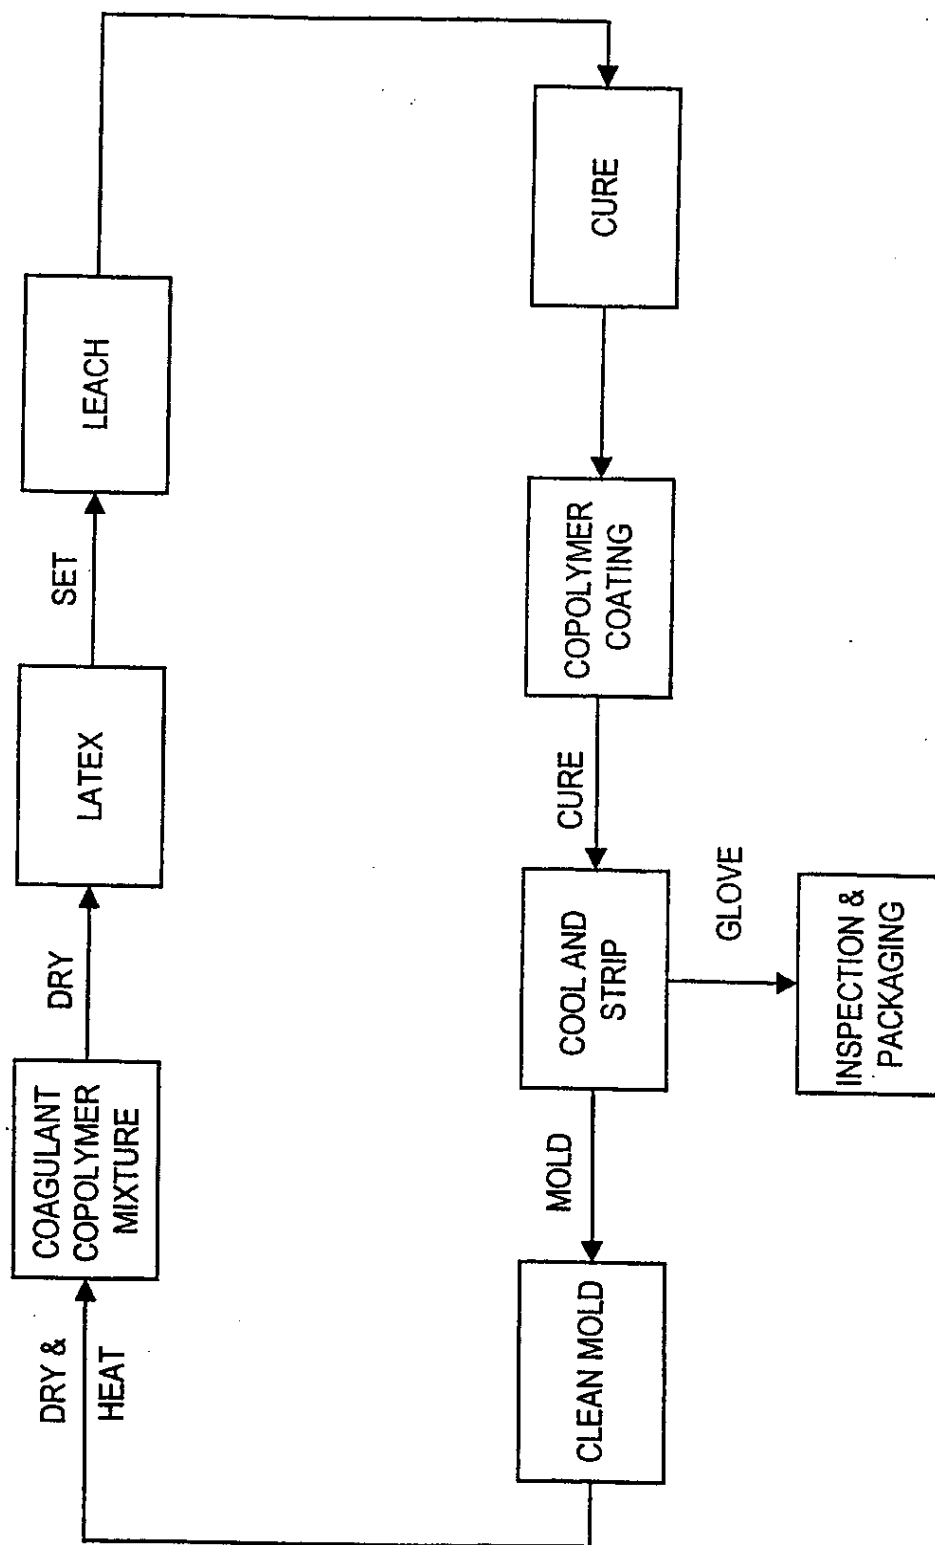 DRY &
HEAT
COAGULANT
COPOLYMER
MIXTURE
DRY
LATEX
SET
LEACH
CURE
COPOLYMER
COATING
CURE
COOL AND
STRIP
GLOVE
INSPECTION &
PACKAGING
MOLD
CLEAN MOLD